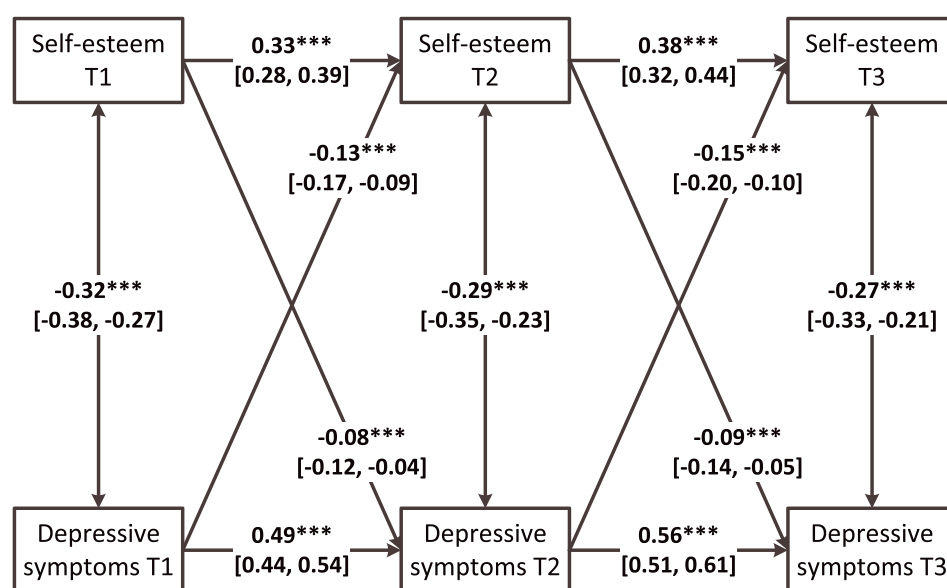 Self-esteem
T1
0.33***
[0.28, 0.39]
Self-esteem
T2
0.38***
[0.32, 0.44]
Self-esteem
T3
-0.13***
[-0.17, -0.09]
-0.15***
[-0.20, -0.10]
-0.32***
[-0.38, -0.27]
-0.29***
[-0.35, -0.23]
-0.27***
[-0.33, -0.21]
-0.08***
[-0.12, -0.04]
-0.09***
[-0.14, -0.05]
Depressive
symptoms T1
0.49***
[0.44, 0.54]
Depressive
symptoms T2
0.56***
[0.51, 0.61]
Depressive
symptoms T3